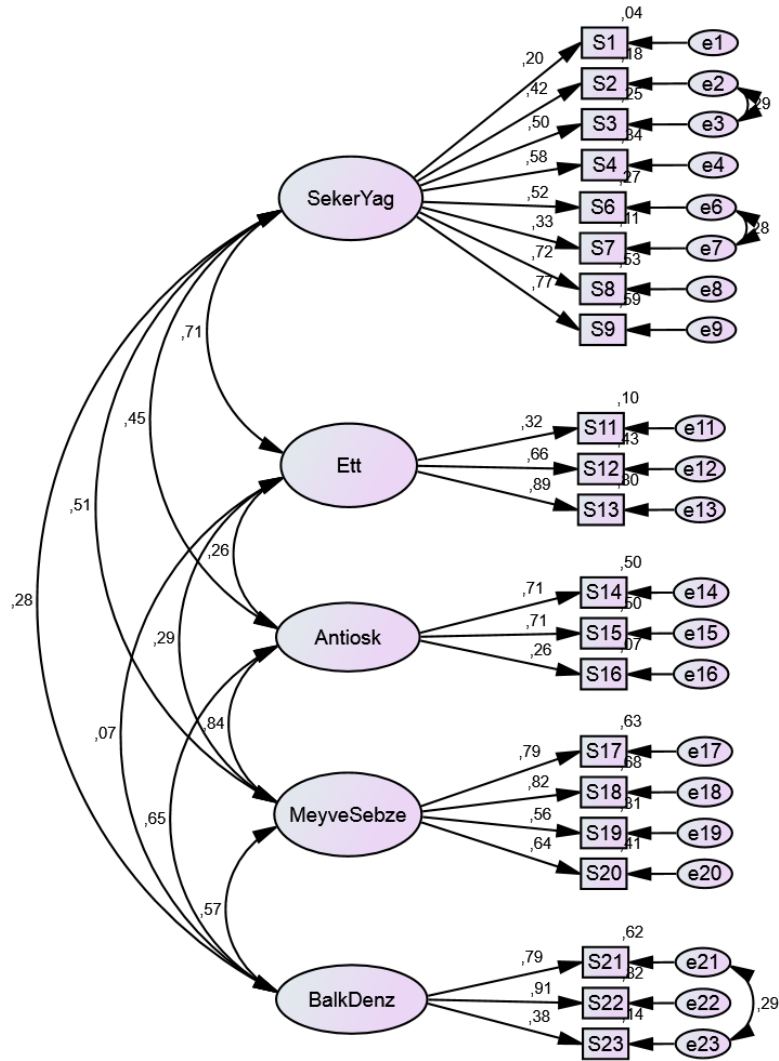 ,04
S1 e1
,20 ,18
,42 S2 e2
,25 ,29
,50 S3 e3
,34
,58 S4 e4
SekerYag ,27
,52 S6 e6
,33 ,11 ,28
,72 S7 e7
,53
,77 S8 e8
,59
S9 e9
,71
,10
,32 S11 e11
,45 ,43
Ett ,66 S12 e12
,89 ,80
S13 e13
,51
,26 ,50
,28 ,71 S14 e14
,50
Antiosk ,71 S15 e15
,29 ,07
,26 S16 e16
,07 ,84 ,63
,79 S17 e17
,68
,82 S18 e18
MeyveSebze ,56 ,31
,65 S19 e19
,64 ,41
S20 e20
,57
,62
,79 S21 e21
,82
BalkDenz ,91 S22 e22
,29
,38 ,14
S23 e23